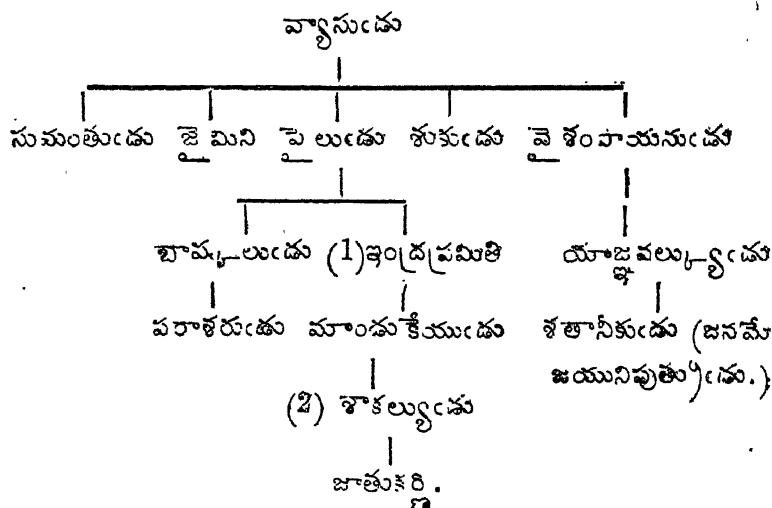 వ్యాసుఁడు
సుమంతుఁడు జైమిని పైలుఁడు శుకుఁడు వైశంపాయనుఁడు
బాష్కలుఁడు (1)ఇంద్రప్రమితి యాజ్ఞవల్క్యుఁడు
పరాశరుఁడు మాండుకేయుఁడు శతానీకుఁడు (జనమే
జయునిపుత్రుఁడు.)
(2) శాకల్యుఁడు
జాతుకర్ణి.